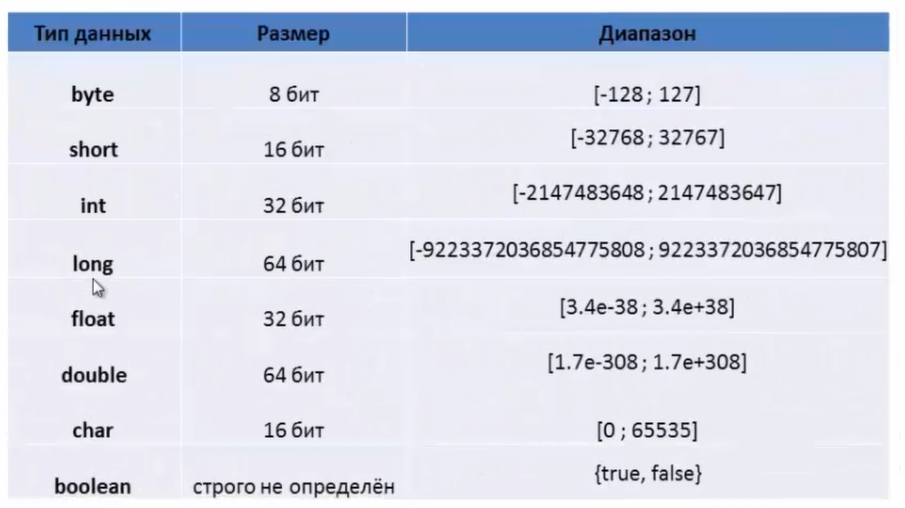 Тип данных Размер Диапазон
byte 8 бит [-128 ; 127]
short 16 бит [-32768 ; 32767]
int 32 бит [-2147483648 ; 2147483647]
long 64 бит [-9223372036854775808 ; 9223372036854775807]
float 32 бит [3.4e-38 ; 3.4e+38]
double 64 бит [1.7e-308 ; 1.7e+308]
char 16 бит [0 ; 65535]
boolean строго не определён {true, false}